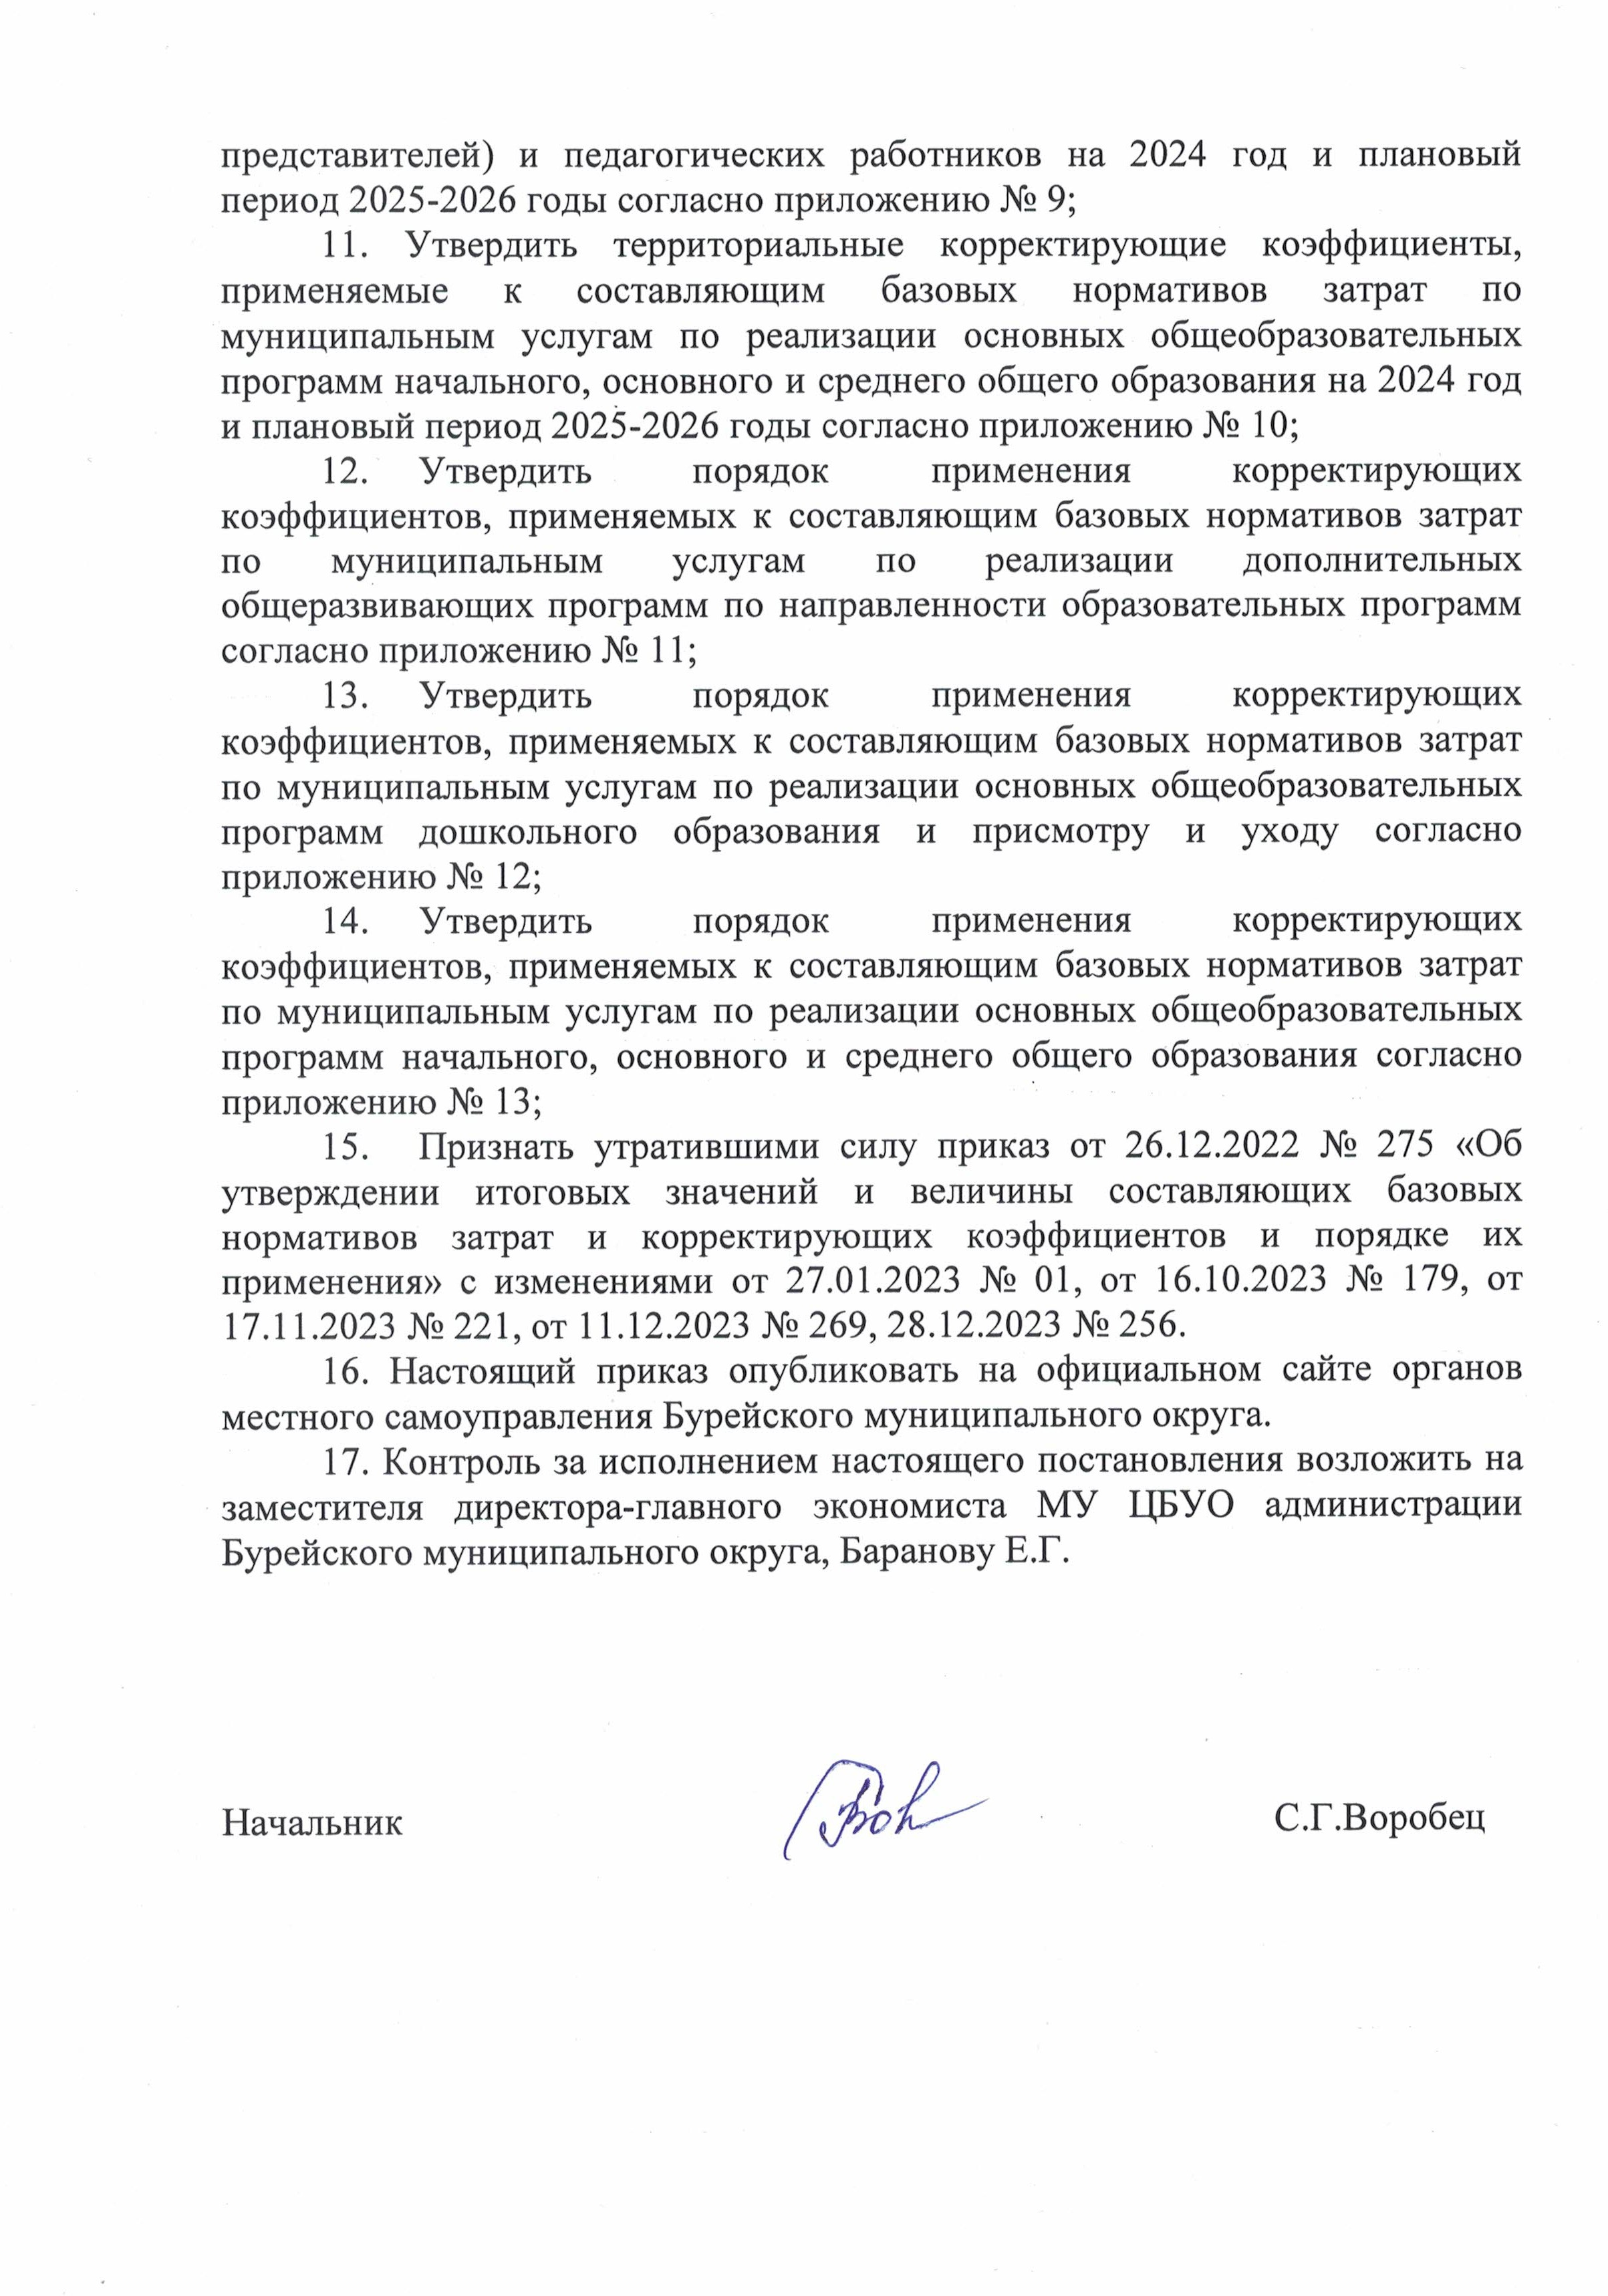 представителей) и педагогических работников на 2024 год и плановый
период 2025-2026 годы согласно приложению № 9;
11. Утвердить территориальные корректирующие коэффициенты,
применяемые к составляющим базовых нормативов затрат по
муниципальным услугам по реализации основных общеобразовательных
программ начального, основного и среднего общего образования на 2024 год
и плановый период 2025-2026 годы согласно приложению № 10;
12. Утвердить порядок применения корректирующих
коэффициентов, применяемых к составляющим базовых нормативов затрат
по муниципальным услугам по реализации дополнительных
общеразвивающих программ по направленности образовательных программ
согласно приложению № 11;
13. Утвердить порядок применения корректирующих
коэффициентов, применяемых к составляющим базовых нормативов затрат
по муниципальным услугам по реализации основных общеобразовательных
программ дошкольного образования и присмотру и уходу согласно
приложению № 12;
14. Утвердить порядок применения корректирующих
коэффициентов, применяемых к составляющим базовых нормативов затрат
по муниципальным услугам по реализации основных общеобразовательных
программ начального, основного и среднего общего образования согласно
приложению № 13;
15. Признать утратившими силу приказ от 26.12.2022 № 275 «Об
утверждении итоговых значений и величины составляющих базовых
нормативов затрат и корректирующих коэффициентов и порядке их
применения» с изменениями от 27.01.2023 № 01, от 16.10.2023 № 179, от
17.11.2023 № 221, от 11.12.2023 № 269, 28.12.2023 № 256.
16. Настоящий приказ опубликовать на официальном сайте органов
местного самоуправления Бурейского муниципального округа.
17. Контроль за исполнением настоящего постановления возложить на
заместителя директора-главного экономиста МУ ЦБУО администрации
Бурейского муниципального округа, Баранову Е.Г.
Начальник С.Г.Воробец